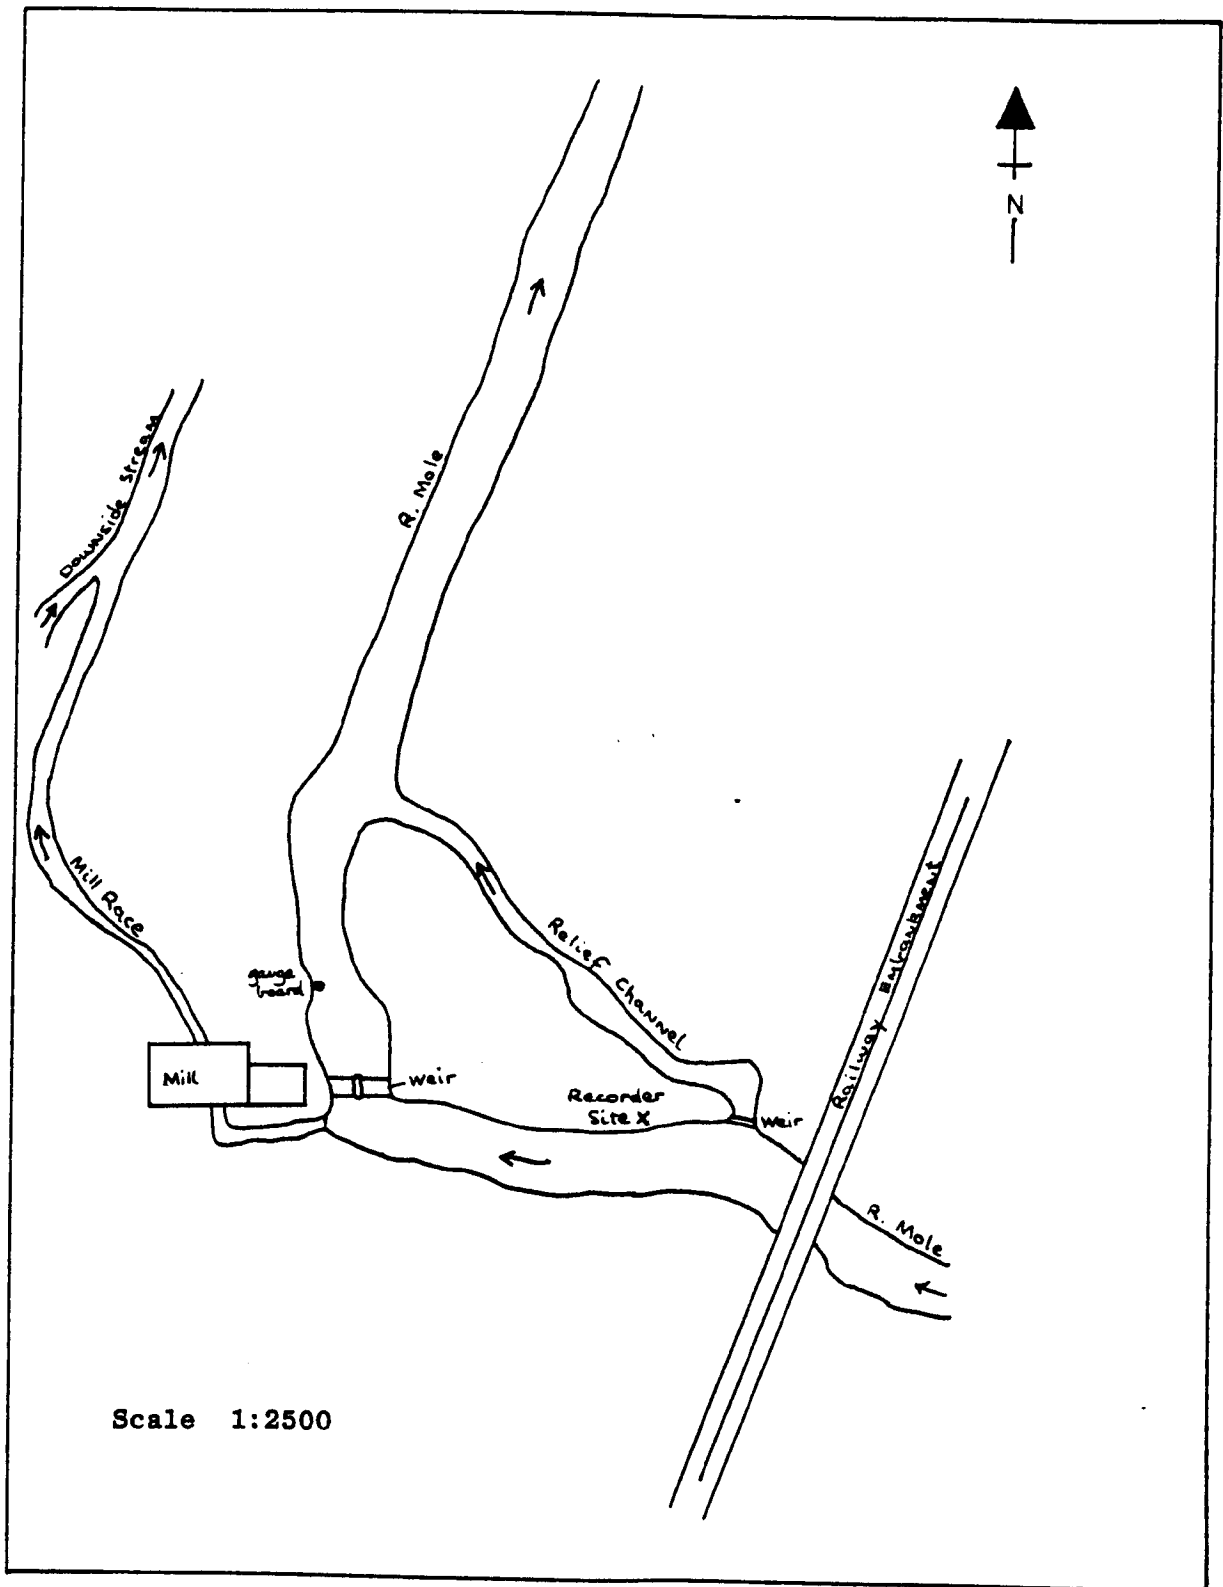 N
Downside Stream
R. Mole
Mill Race
gauge
board
Relief Channel
Railway Embankment
Mill
Weir
Recorder
Site X
Weir
R. Mole
Scale 1:2500